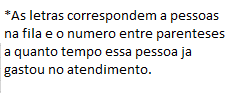 *As letras correspondem a pessoas
na fila e o numero entre parenteses
a quanto tempo essa pessoa ja
gastou no atendimento.